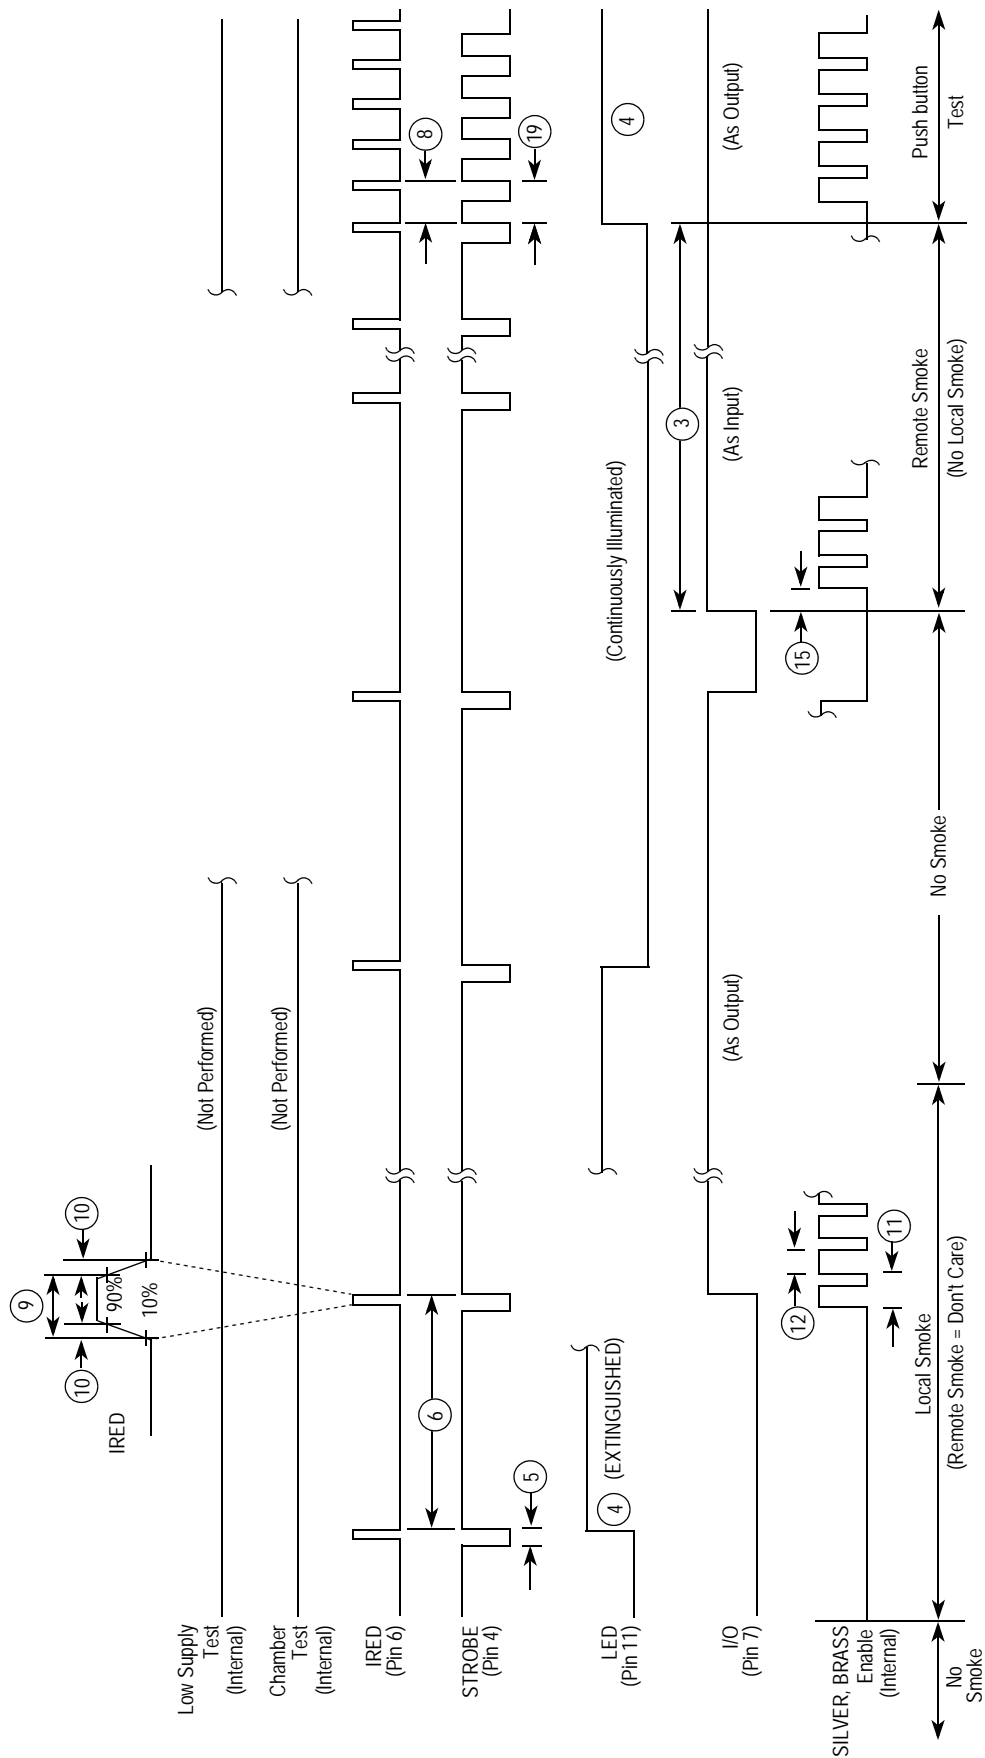 9
10
10
90%
10%
IRED
Low Supply
Test
(Internal)
(Not Performed)
Chamber
Test
(Internal)
(Not Performed)
IRED
(Pin 6)
6
8
STROBE
(Pin 4)
5
19
LED
(Pin 11)
4
(EXTINGUISHED)
(Continuously Illuminated)
4
I/O
(Pin 7)
(As Output)
3
(As Input)
(As Output)
SILVER, BRASS
Enable
(Internal)
12
11
15
No
Smoke
Local Smoke
(Remote Smoke = Don't Care)
No Smoke
Remote Smoke
(No Local Smoke)
Push button
Test